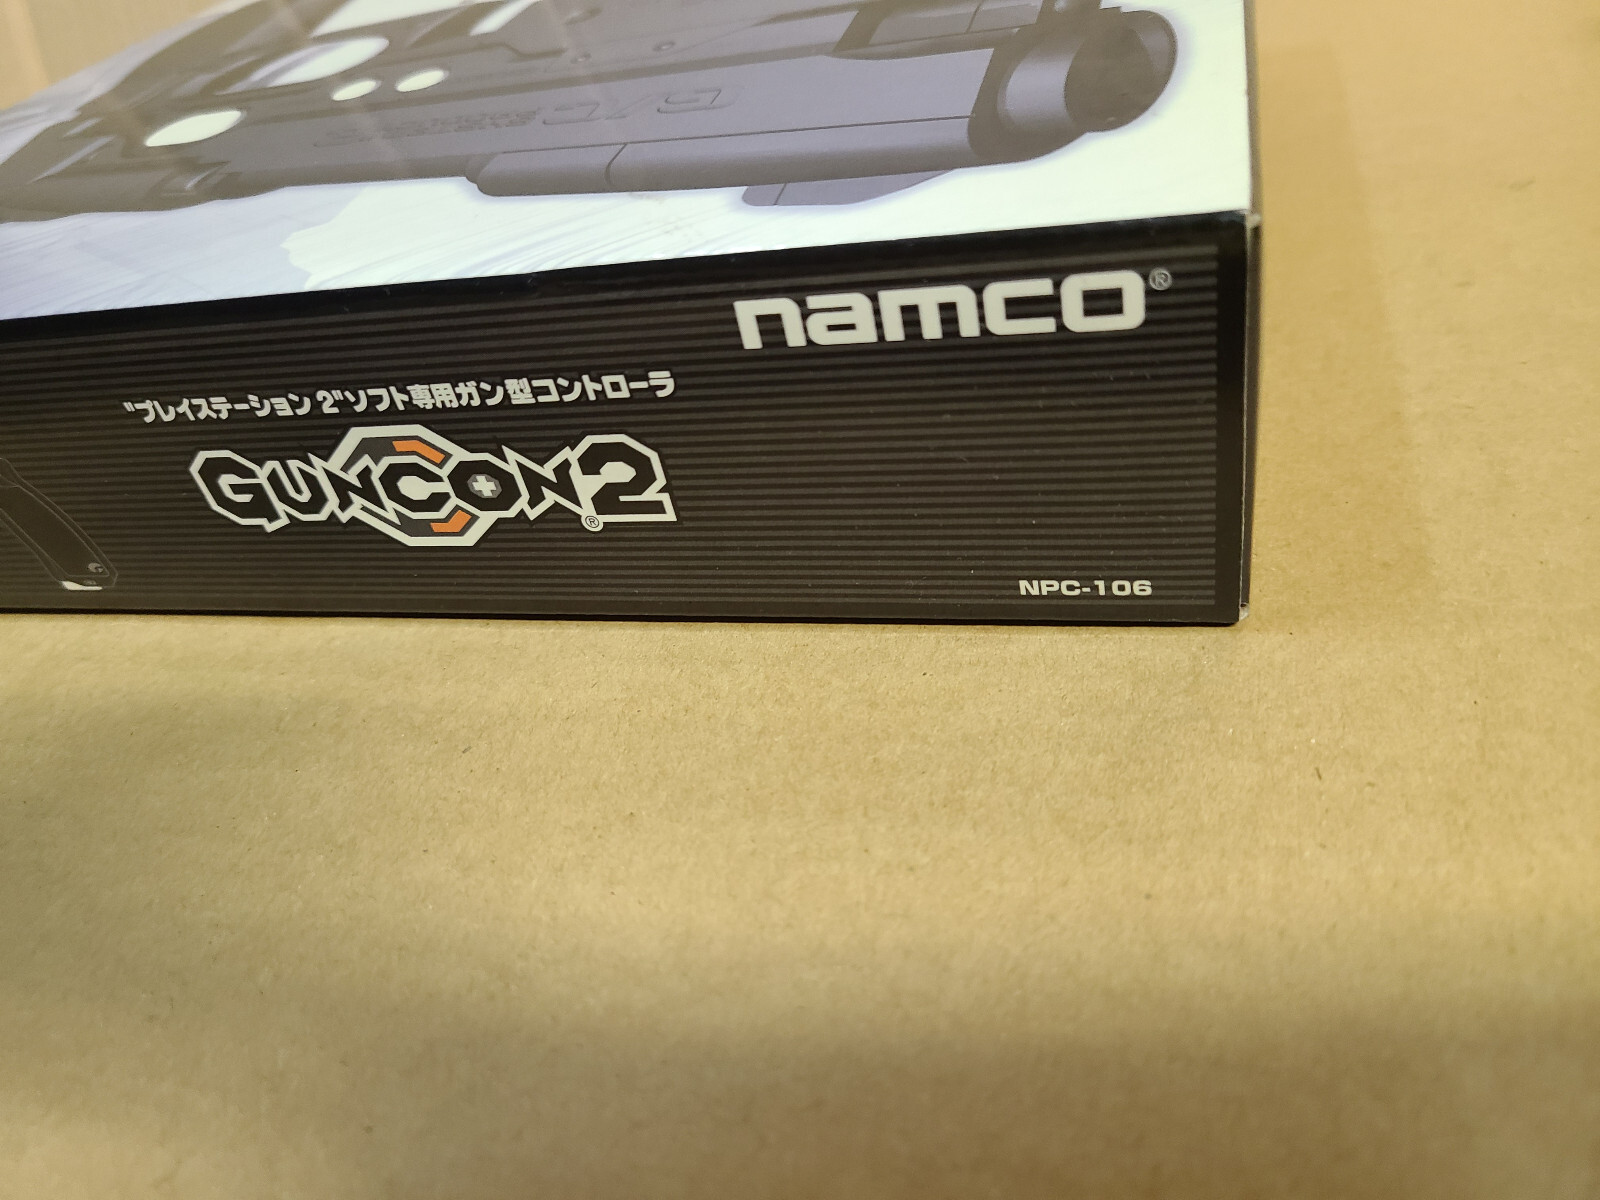 G/C
namco®
"プレイステーション 2"ソフト専用ガン型コントローラ
GUNCON2®
NPC-106